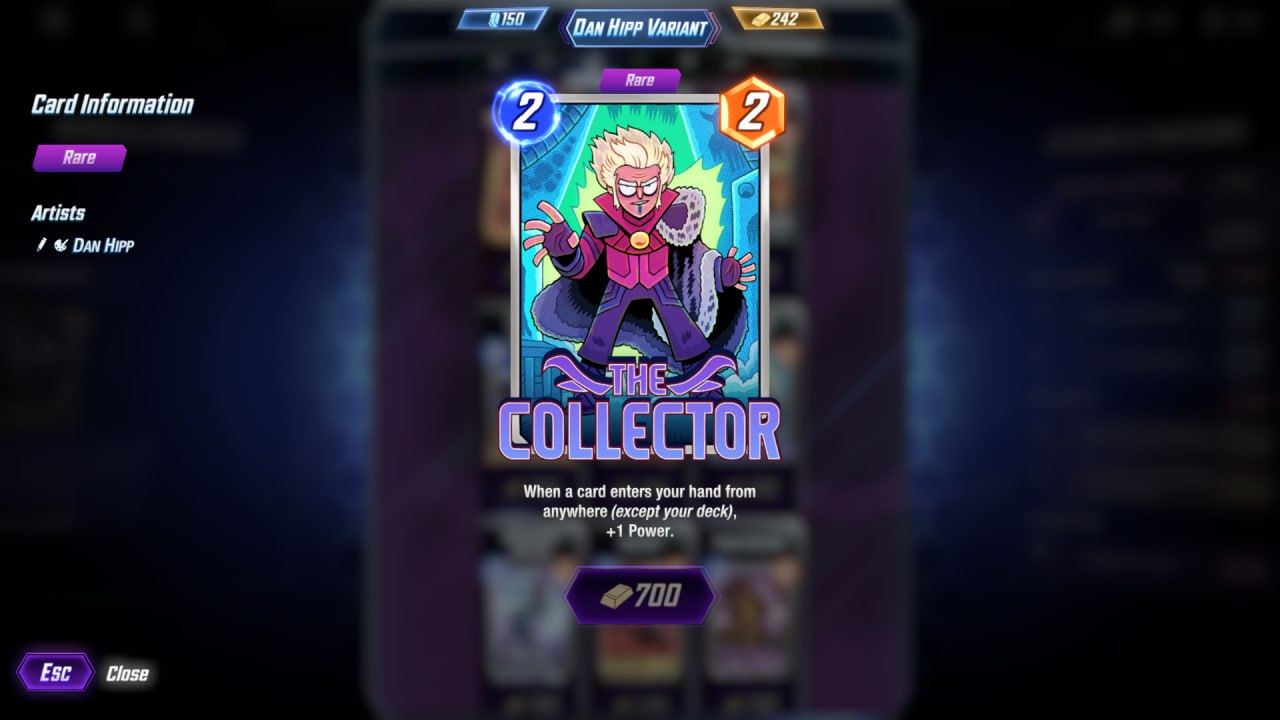 150
Dan Hipp Variant
242
Card Information
Rare
Rare
2
2
Artists
Dan Hipp
THE
COLLECTOR
When a card enters your hand from
anywhere (except your deck),
+1 Power.
700
Esc
Close